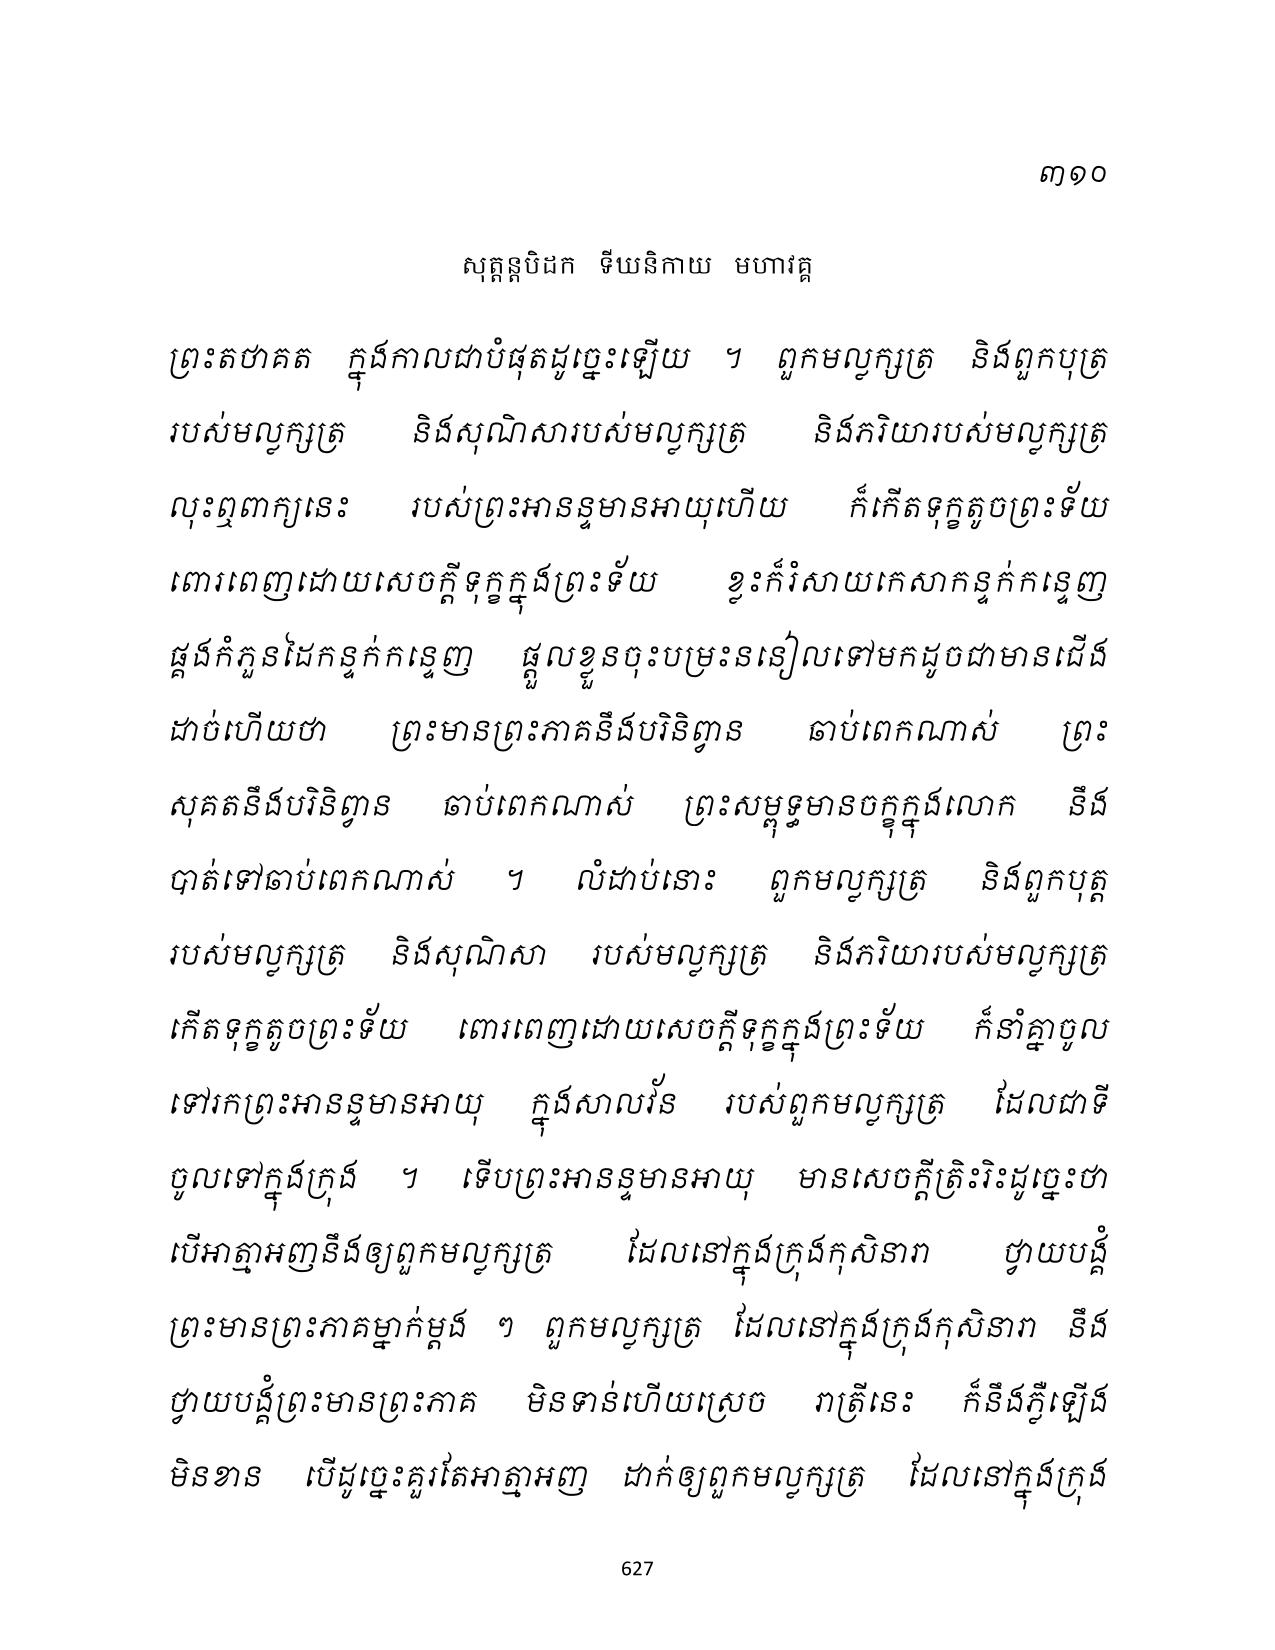 ៣១០
សុត្តន្តបិដក ទីឃនិកាយ មហាវគ្គ
ព្រះតថាគត ក្នុងកាលជាបំផុតដូច្នេះឡើយ ។ ពួកមល្លក្សត្រ និងពួកបុត្រ
របស់មល្លក្សត្រ និងសុណិសារបស់មល្លក្សត្រ និងភរិយារបស់មល្លក្សត្រ
លុះឮពាក្យនេះ របស់ព្រះអានន្ទមានអាយុហើយ ក៏កើតទុក្ខតូចព្រះទ័យ
ពោរពេញដោយសេចក្តីទុក្ខក្នុងព្រះទ័យ ខ្លះក៏រំសាយកេសាកន្ទក់កន្ទេញ
ផ្គងកំភួនដៃកន្ទក់កន្ទេញ ផ្តួលខ្លួនចុះបម្រះននៀលទៅមកដូចជាមានជើង
ដាច់ហើយថា ព្រះមានព្រះភាគនឹងបរិនិព្វាន ឆាប់ពេកណាស់ ព្រះ
សុគតនឹងបរិនិព្វាន ឆាប់ពេកណាស់ ព្រះសម្ពុទ្ធមានចក្ខុក្នុងលោក នឹង
បាត់ទៅឆាប់ពេកណាស់ ។ លំដាប់នោះ ពួកមល្លក្សត្រ និងពួកបុត្ត
របស់មល្លក្សត្រ និងសុណិសា របស់មល្លក្សត្រ និងភរិយារបស់មល្លក្សត្រ
កើតទុក្ខតូចព្រះទ័យ ពោរពេញដោយសេចក្តីទុក្ខក្នុងព្រះទ័យ ក៏នាំគ្នាចូល
ទៅរកព្រះអានន្ទមានអាយុ ក្នុងសាលវ័ន របស់ពួកមល្លក្សត្រ ដែលជាទី
ចូលទៅក្នុងក្រុង ។ ទើបព្រះអានន្ទមានអាយុ មានសេចក្តីត្រិះរិះដូច្នេះថា
បើអាត្មាអញនឹងឲ្យពួកមល្លក្សត្រ ដែលនៅក្នុងក្រុងកុសិនារា ថ្វាយបង្គំ
ព្រះមានព្រះភាគម្នាក់ម្តង ៗ ពួកមល្លក្សត្រ ដែលនៅក្នុងក្រុងកុសិនារា នឹង
ថ្វាយបង្គំព្រះមានព្រះភាគ មិនទាន់ហើយស្រេច រាត្រីនេះ ក៏នឹងភ្លឺឡើង
មិនខាន បើដូច្នេះគួរតែអាត្មាអញ ដាក់ឲ្យពួកមល្លក្សត្រ ដែលនៅក្នុងក្រុង
627